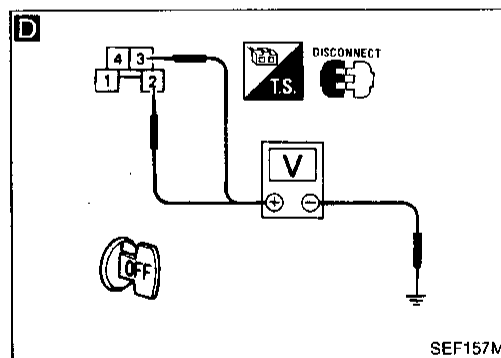 D
4 3
1 2
T.S.
DISCONNECT
V
+ −
OFF
SEF157M